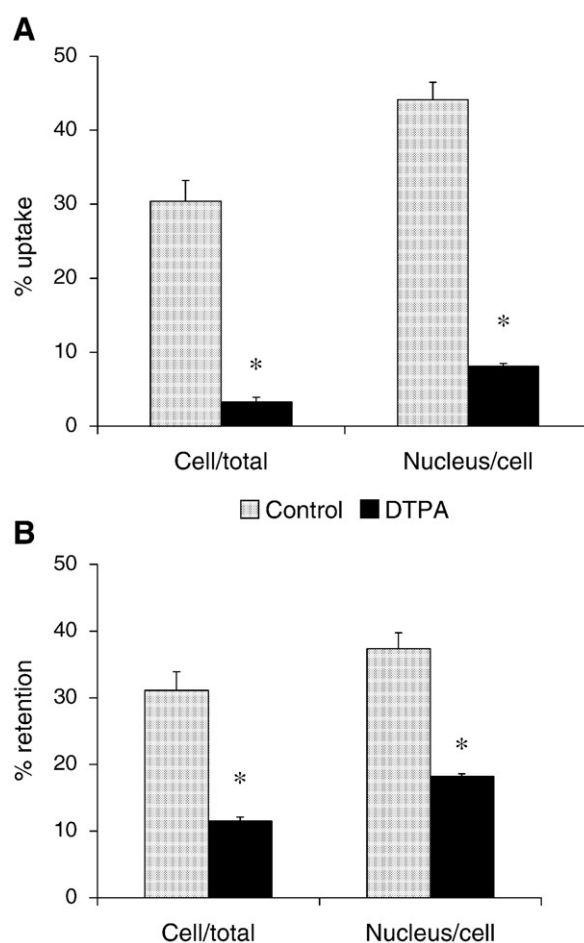 A
50
40
30
20
10
0
% uptake
*
*
Cell/total
Nucleus/cell
Control
DTPA
B
50
40
30
20
10
0
% retention
*
*
Cell/total
Nucleus/cell